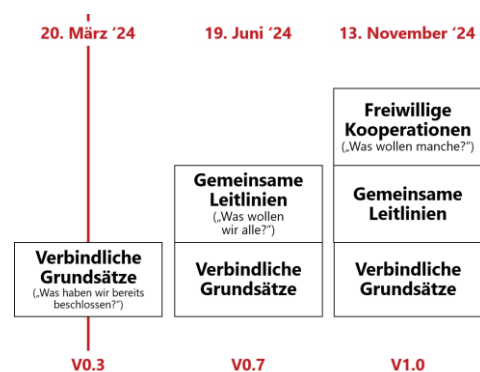 20. März ‘24
19. Juni ‘24
13. November ‘24
Freiwillige
Kooperationen
(„Was wollen manche?“)
Gemeinsame
Leitlinien
(„Was wollen
wir alle?“)
Gemeinsame
Leitlinien
Verbindliche
Grundsätze
(„Was haben wir bereits
beschlossen?“)
Verbindliche
Grundsätze
Verbindliche
Grundsätze
V0.3
V0.7
V1.0